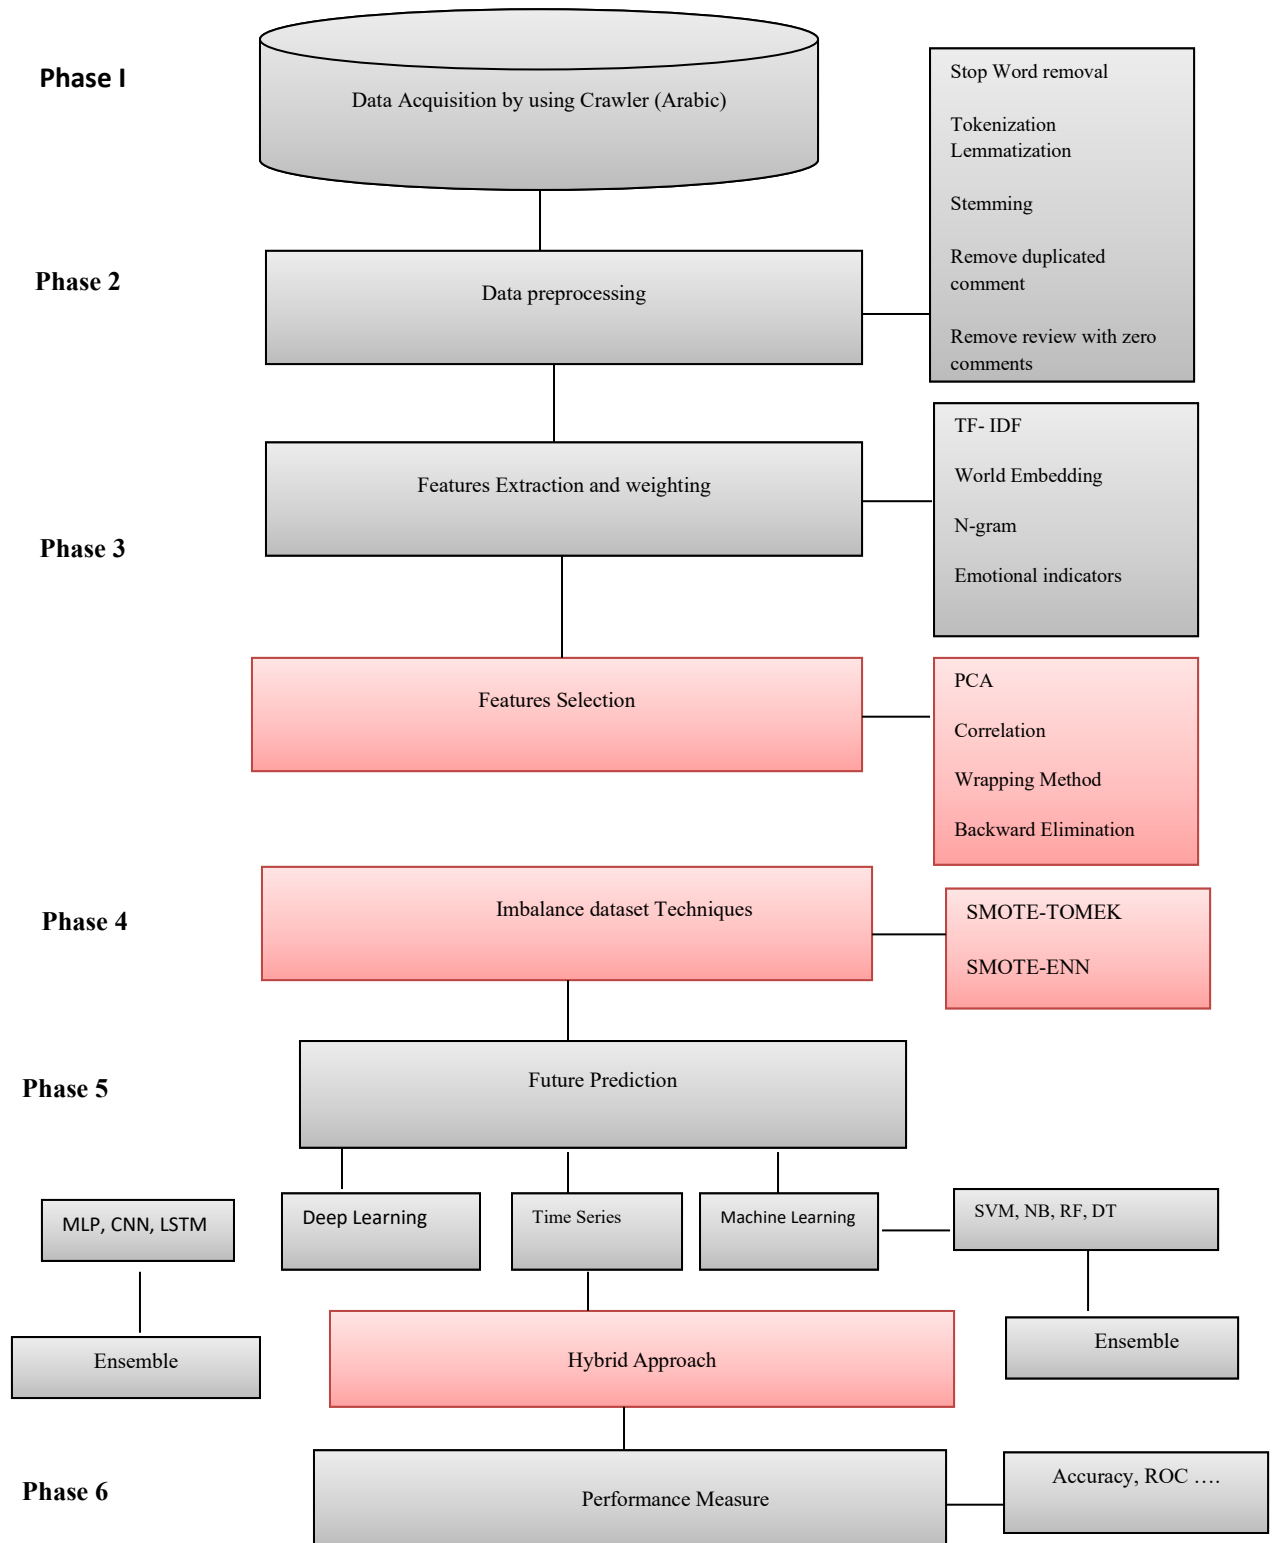 Phase I
Data Acquisition by using Crawler (Arabic)
Stop Word removal
Tokenization
Lemmatization
Stemming
Remove duplicated
comment
Remove review with zero
comments
Phase 2
Data preprocessing
TF- IDF
World Embedding
N-gram
Emotional indicators
Features Extraction and weighting
Phase 3
Features Selection
PCA
Correlation
Wrapping Method
Backward Elimination
Phase 4
Imbalance dataset Techniques
SMOTE-TOMEK
SMOTE-ENN
Phase 5
Future Prediction
MLP, CNN, LSTM
Deep Learning
Time Series
Machine Learning
SVM, NB, RF, DT
Ensemble
Hybrid Approach
Ensemble
Phase 6
Performance Measure
Accuracy, ROC ….